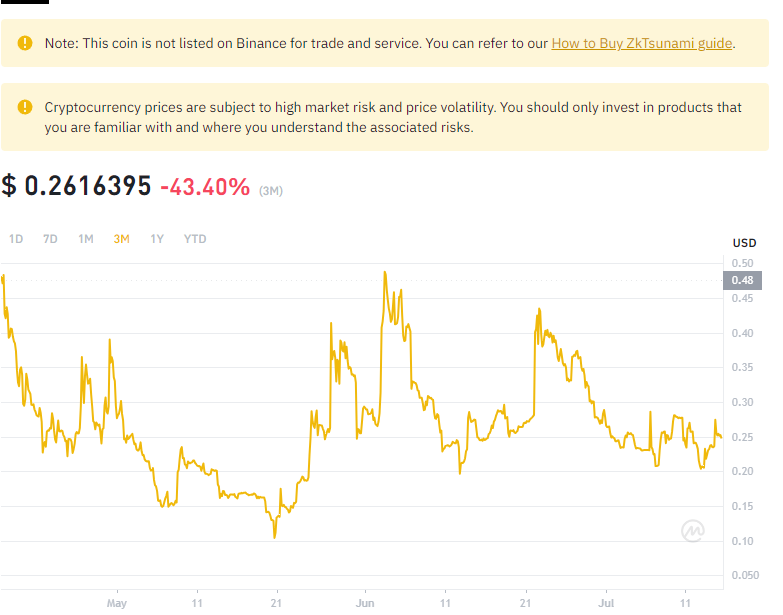 Note: This coin is not listed on Binance for trade and service. You can refer to our How to Buy ZkTsunami guide.
Cryptocurrency prices are subject to high market risk and price volatility. You should only invest in products that
you are familiar with and where you understand the associated risks.
$ 0.2616395 -43.40% (3M)
1D 7D 1M 3M 1Y YTD
USD
0.50
0.48
0.45
0.40
0.35
0.30
0.25
0.20
0.15
0.10
0.050
May 11 21 Jun 11 21 Jul 11